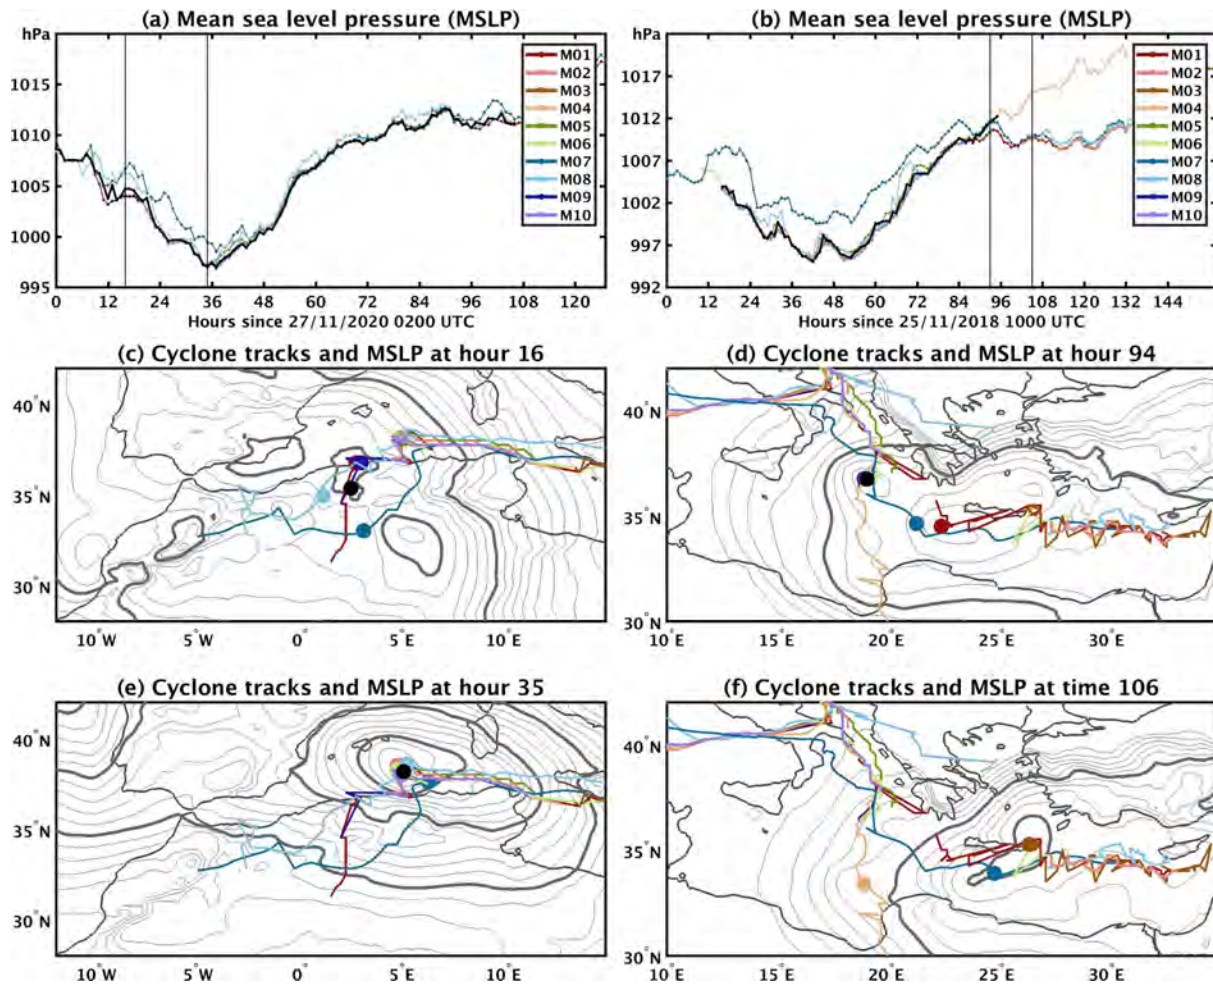 (a) Mean sea level pressure (MSLP)
hPa
1015
1010
1005
1000
995
0 12 24 36 48 60 72 84 96 108 120
Hours since 27/11/2020 0200 UTC
M01
M02
M03
M04
M05
M06
M07
M08
M09
M10
(b) Mean sea level pressure (MSLP)
hPa
1017
1012
1007
1002
997
992
0 12 24 36 48 60 72 84 96 108 120 132 144
Hours since 25/11/2018 1000 UTC
M01
M02
M03
M04
M05
M06
M07
M08
M09
M10
(c) Cyclone tracks and MSLP at hour 16
40°N
35°N
30°N
10°W 5°W 0°E 5°E 10°E
(d) Cyclone tracks and MSLP at hour 94
40°N
35°N
30°N
10°E 15°E 20°E 25°E 30°E
(e) Cyclone tracks and MSLP at hour 35
40°N
35°N
30°N
10°W 5°W 0°E 5°E 10°E
(f) Cyclone tracks and MSLP at time 106
40°N
35°N
30°N
10°E 15°E 20°E 25°E 30°E